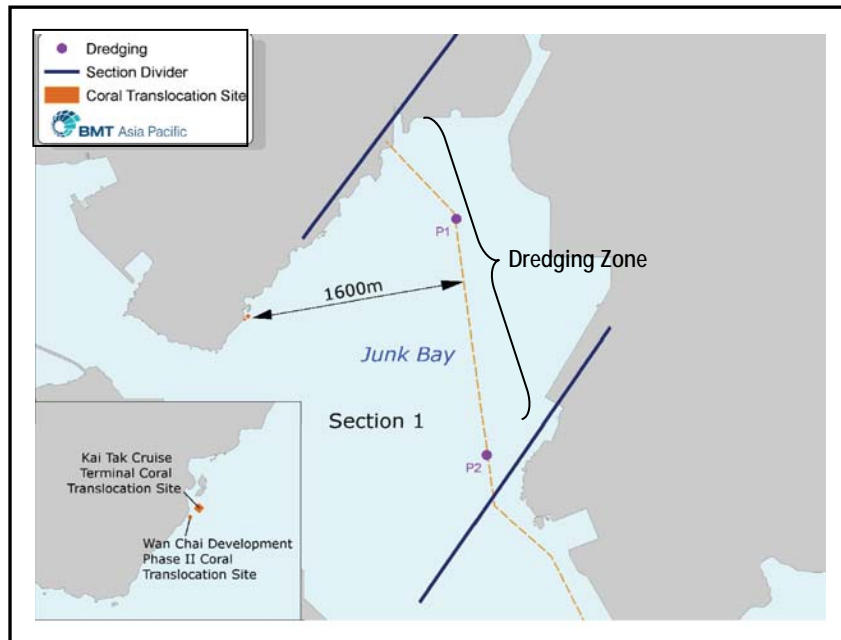 Dredging
Section Divider
Coral Translocation Site
BMT Asia Pacific
P1
Dredging Zone
1600m
Junk Bay
Section 1
P2
Kai Tak Cruise
Terminal Coral
Translocation Site
Wan Chai Development
Phase II Coral
Translocation Site